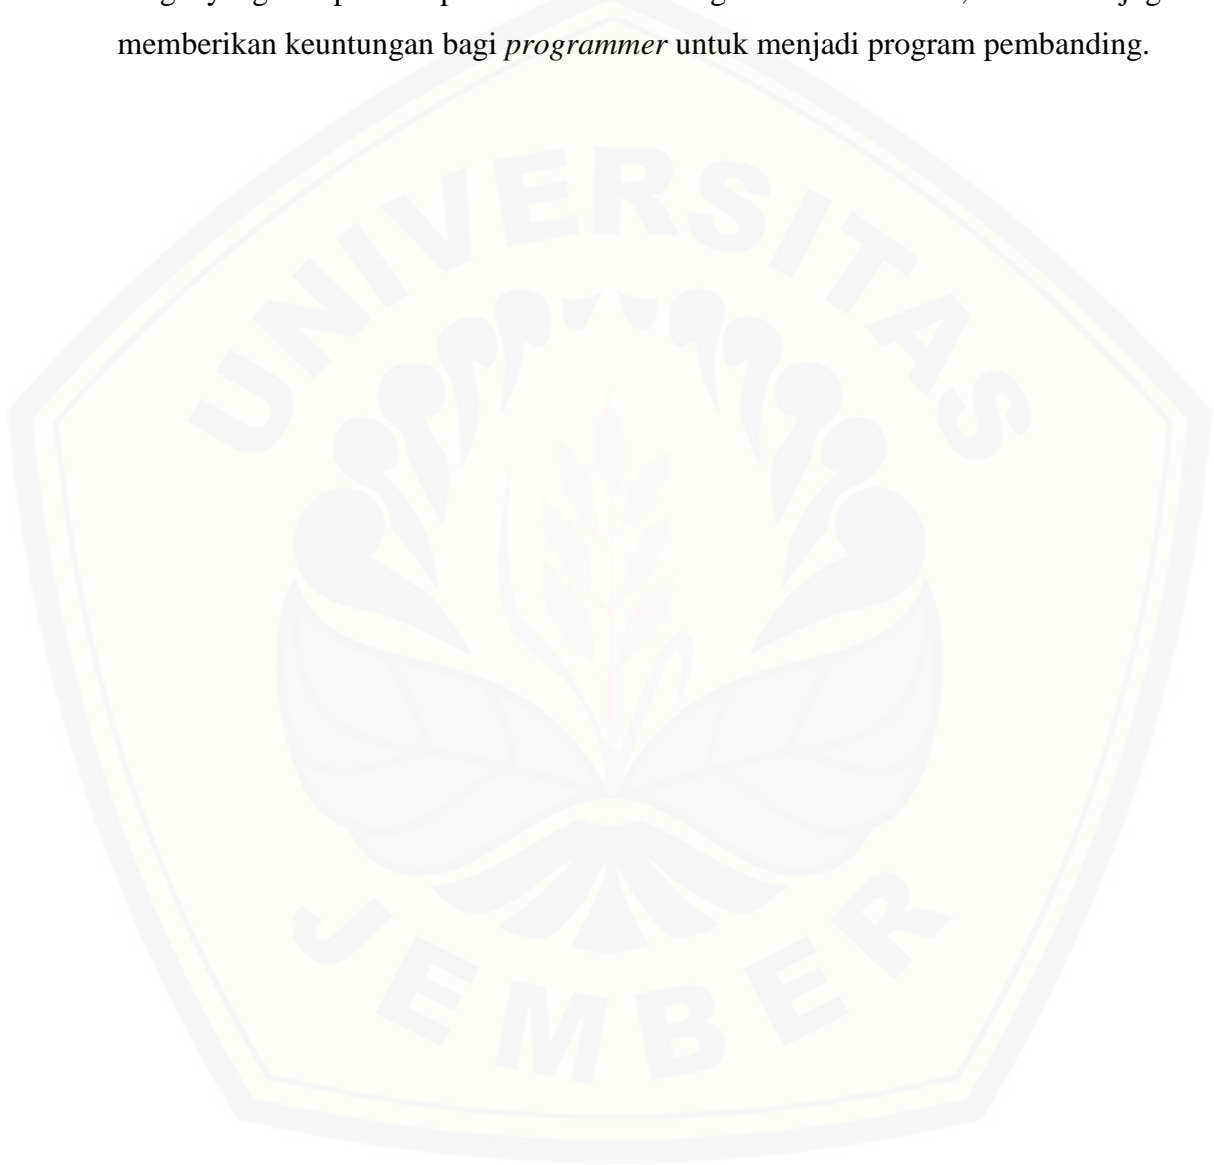 memberikan keuntungan bagi programmer untuk menjadi program pembanding.
UNIVERSITAS
JEMBER